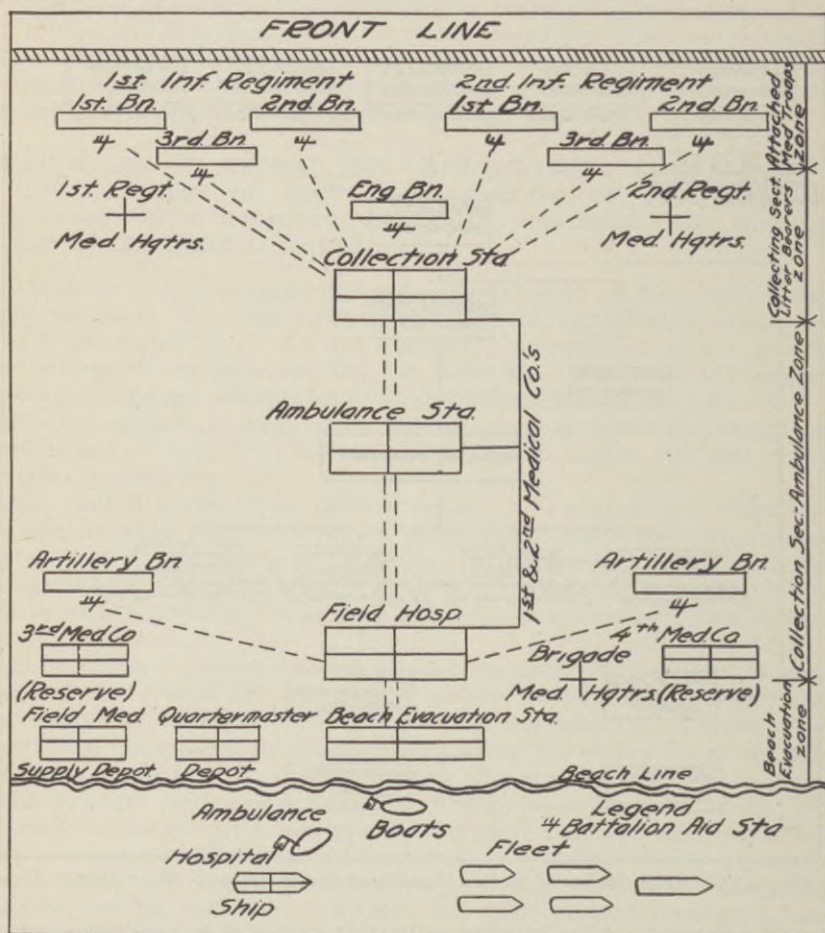 FRONT LINE
1st. Inf. Regiment
2nd. Inf. Regiment
1st. Bn.
2nd. Bn.
1st Bn.
2nd. Bn.
3rd. Bn.
3rd. Bn.
Attached
Med Troops
Zone
1st. Regt.
Med. Hqtrs.
Eng Bn.
2nd Regt.
Med. Hqtrs.
Collecting Sect.
Litter Bearers
zone
Collection Sta
Ambulance Sta.
1st & 2nd Medical Co.'s
Collection Sec.-Ambulance Zone
Artillery Bn.
Artillery Bn.
Field Hosp
3rd Med Co
(Reserve)
Brigade
Med. Hqtrs.
4th Med. Co
(Reserve)
Field Med.
Supply Depot
Quartermaster
Depot
Beach Evacuation Sta.
Beach
Evacuation
zone
Beach Line
Ambulance
Boats
Legend
Battalion Aid Sta
Hospital
Ship
Fleet